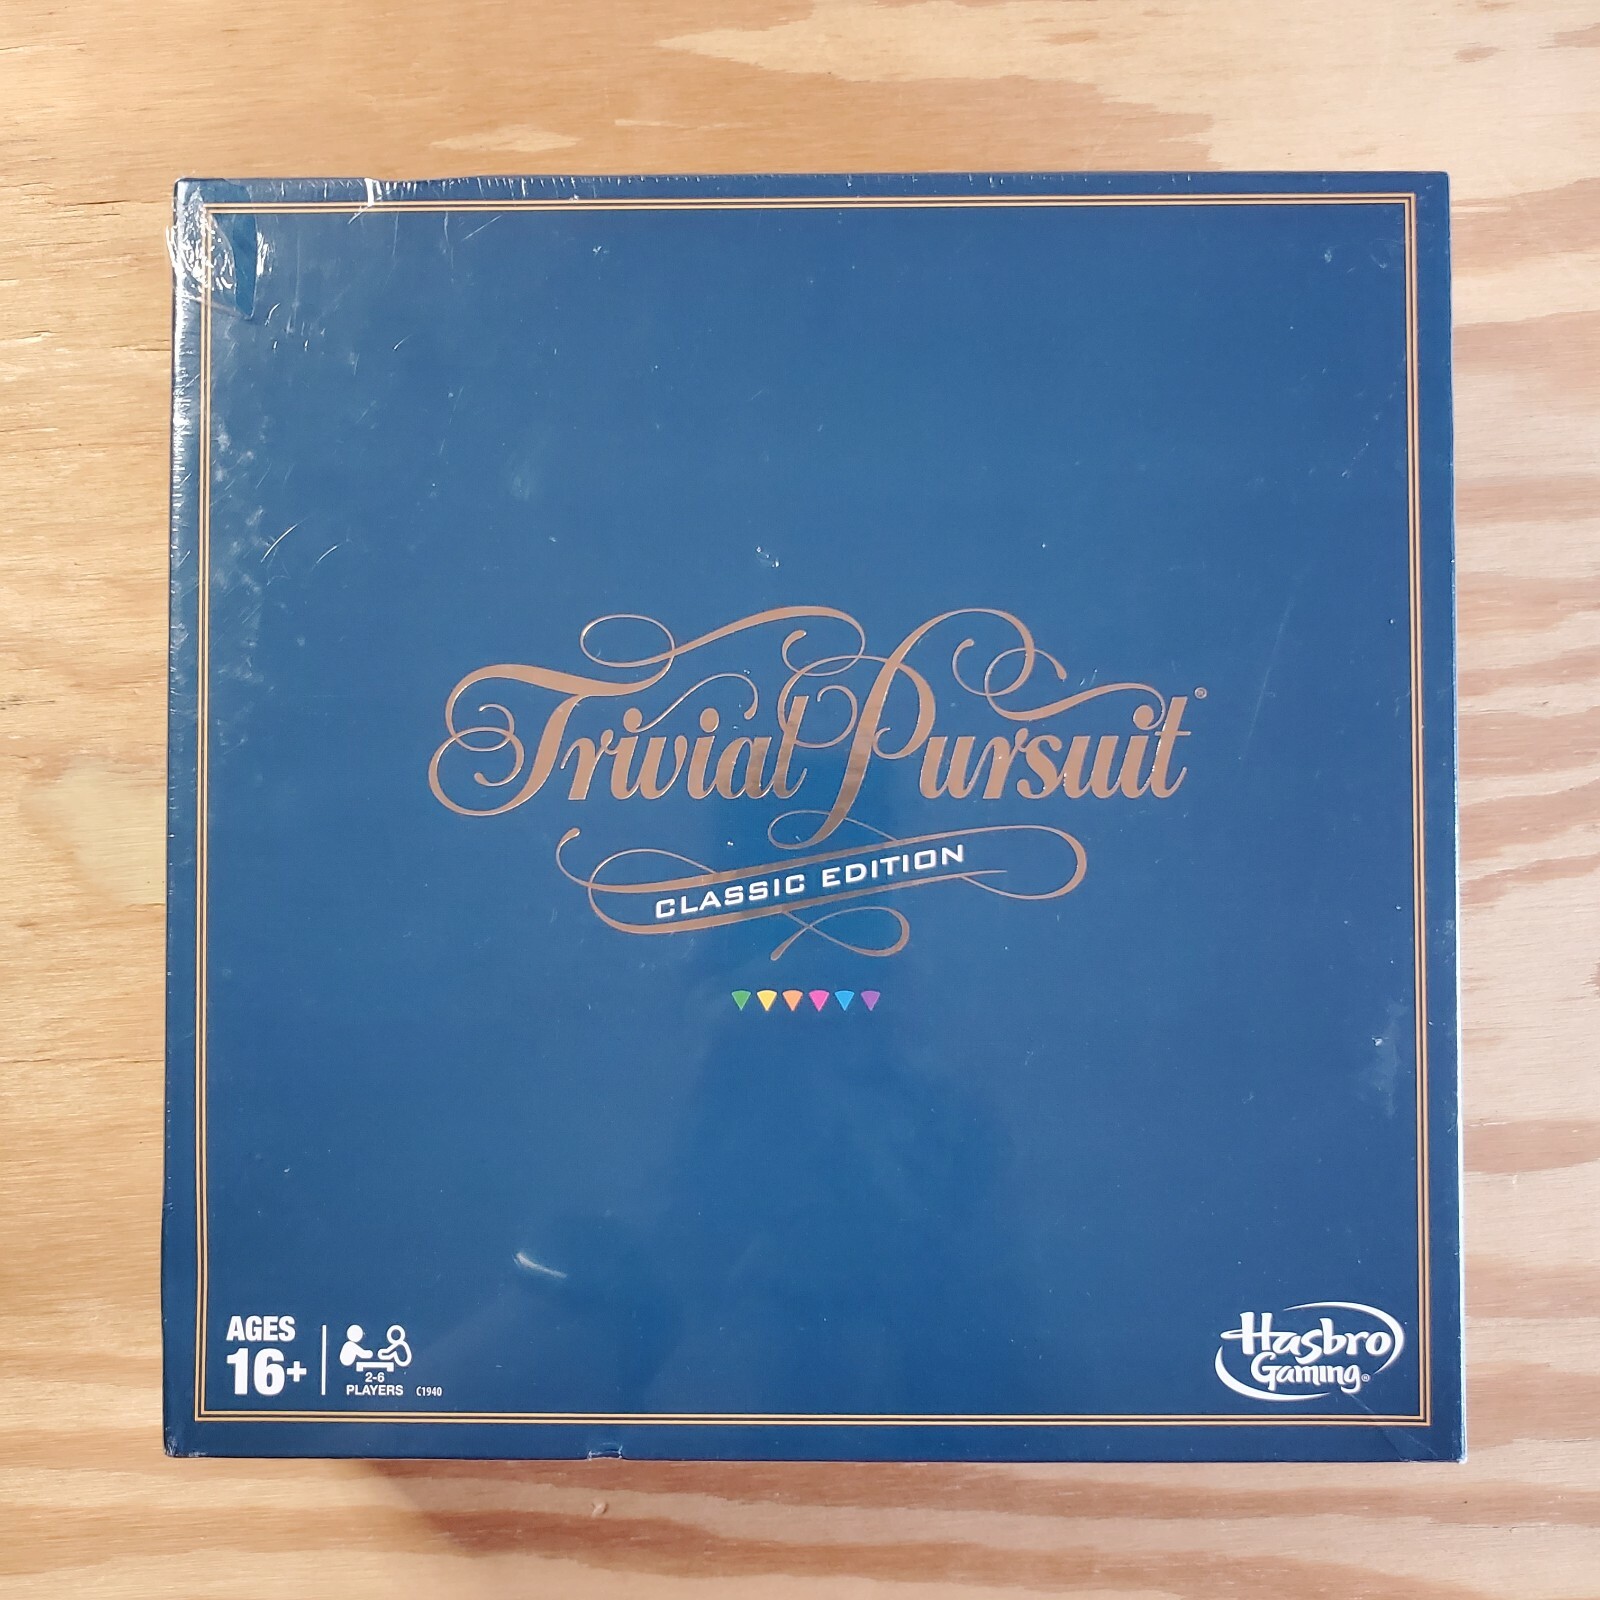 Trivial Pursuit®
CLASSIC EDITION
AGES
16+
2-6
PLAYERS C1940
Hasbro
Gaming®